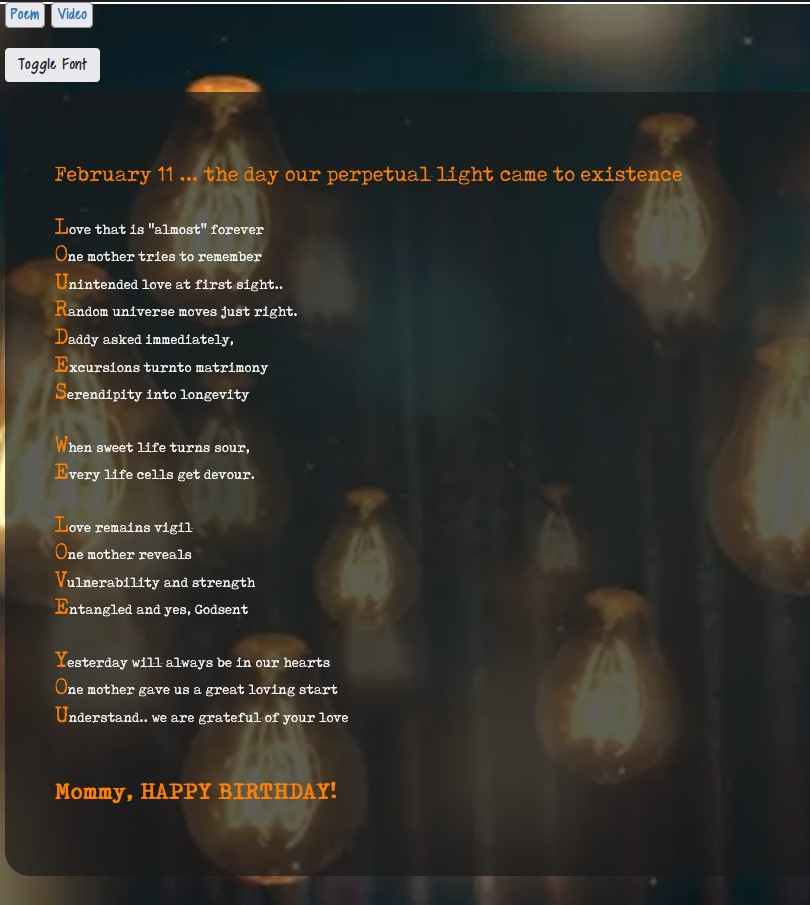 Poem Video
Toggle Font
February 11 ... the day our perpetual light came to existence
Love that is "almost" forever
One mother tries to remember
Unintended love at first sight..
Random universe moves just right.
Daddy asked immediately,
Excursions turnto matrimony
Serendipity into longevity
When sweet life turns sour,
Every life cells get devour.
Love remains vigil
One mother reveals
Vulnerability and strength
Entangled and yes, Godsent
Yesterday will always be in our hearts
One mother gave us a great loving start
Understand.. we are grateful of your love
Mommy, HAPPY BIRTHDAY!